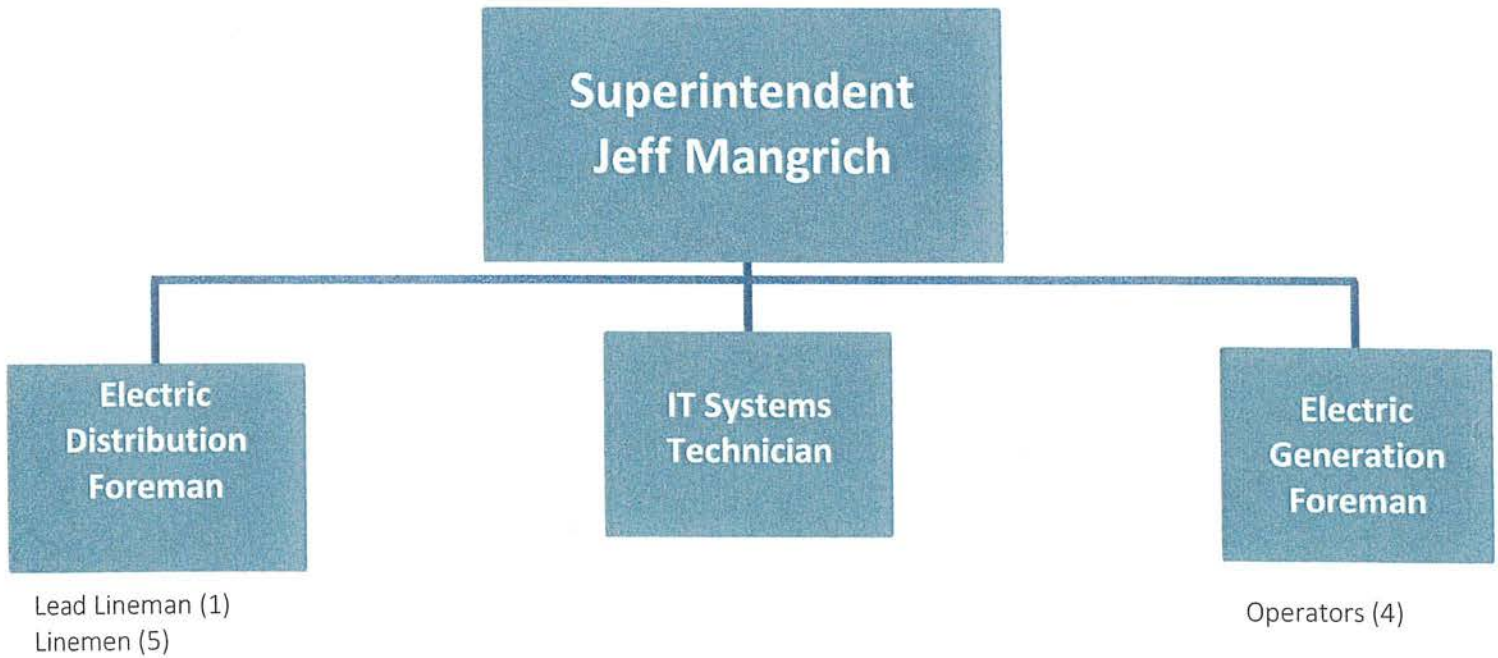 Superintendent
Jeff Mangrich
Electric
Distribution
Foreman
IT Systems
Technician
Electric
Generation
Foreman
Lead Lineman (1)
Linemen (5)
Operators (4)